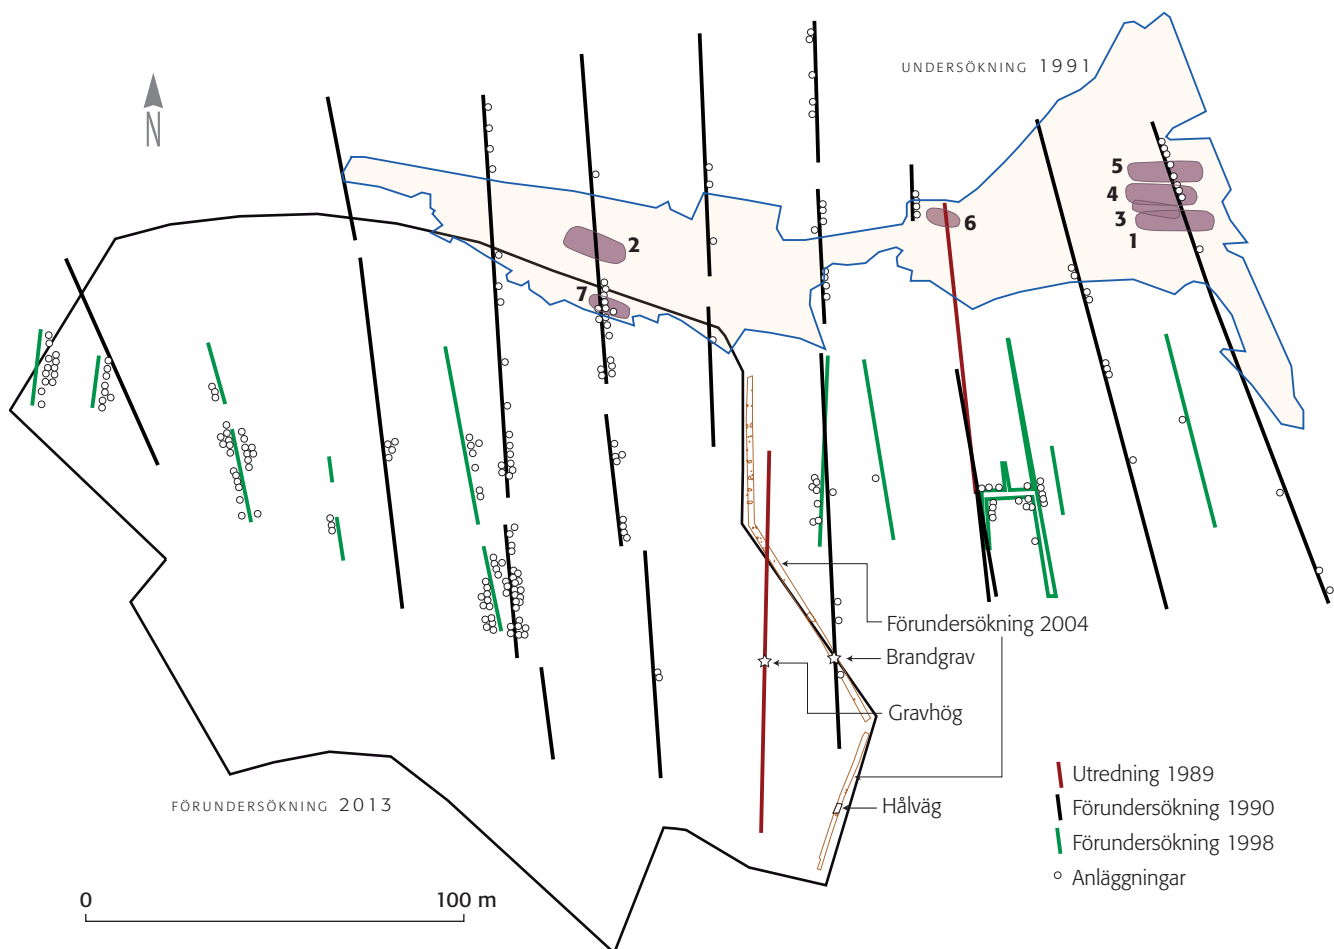 UNDERSÖKNING 1991
N
5
4
3
1
6
2
7
Förundersökning 2004
Brandgrav
Gravhög
Hålväg
FÖRUNDERSÖKNING 2013
Utredning 1989
Förundersökning 1990
Förundersökning 1998
Anläggningar
0 100 m